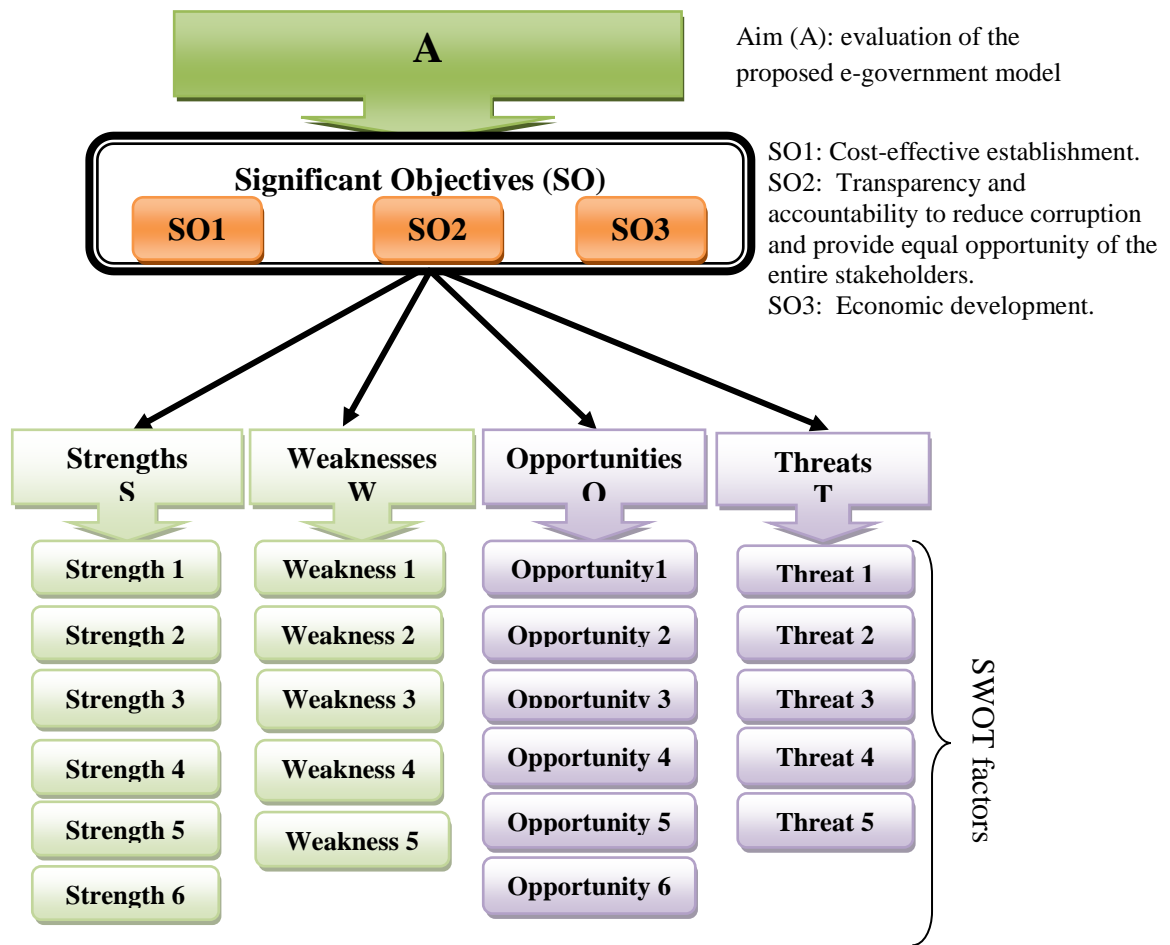 A
Aim (A): evaluation of the
proposed e-government model
Significant Objectives (SO)
SO1
SO2
SO3
SO1: Cost-effective establishment.
SO2: Transparency and
accountability to reduce corruption
and provide equal opportunity of the
entire stakeholders.
SO3: Economic development.
Strengths
S
Weaknesses
W
Opportunities
O
Threats
T
Strength 1
Strength 2
Strength 3
Strength 4
Strength 5
Strength 6
Weakness 1
Weakness 2
Weakness 3
Weakness 4
Weakness 5
Opportunity1
Opportunity 2
Opportunity 3
Opportunity 4
Opportunity 5
Opportunity 6
Threat 1
Threat 2
Threat 3
Threat 4
Threat 5
SWOT factors